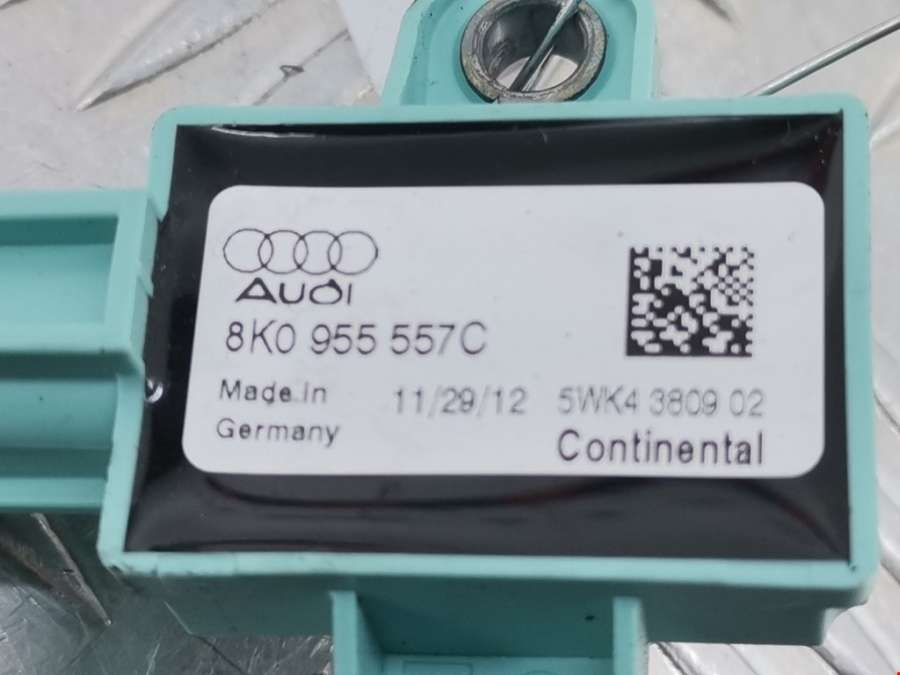 AUDI
8K0 955 557C
Made in Germany
11/29/12 5WK4 3809 02
Continental